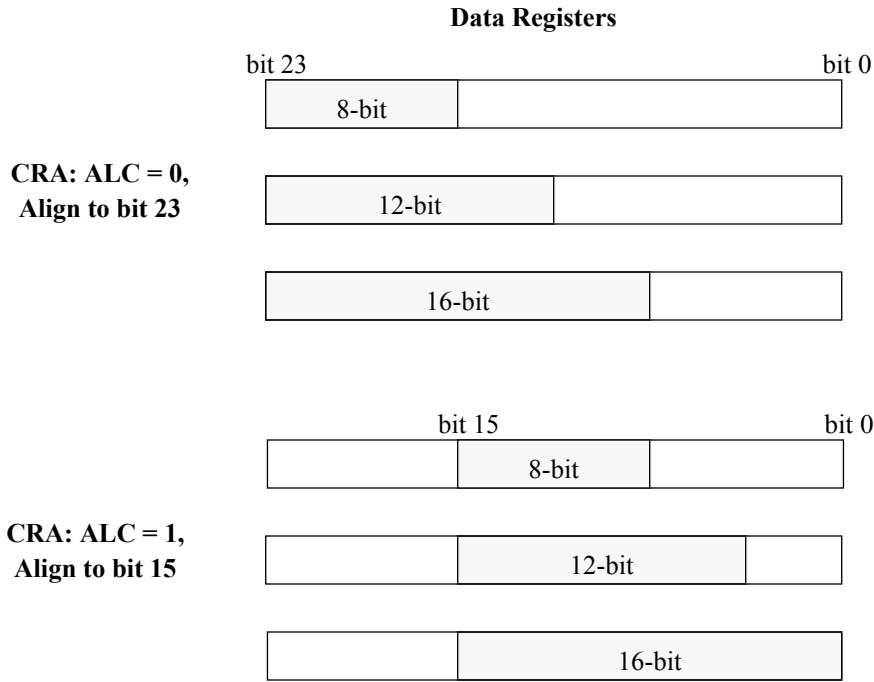 Data Registers
bit 23
bit 0
8-bit
CRA: ALC = 0,
Align to bit 23
12-bit
16-bit
bit 15
bit 0
8-bit
CRA: ALC = 1,
Align to bit 15
12-bit
16-bit